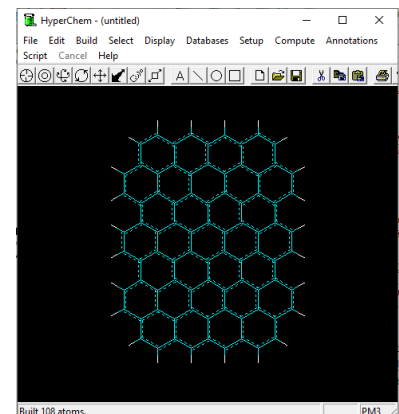 HyperChem - (untitled)
File Edit Build Select Display Databases Setup Compute Annotations
Script Cancel Help
A
Built 108 atoms.
PM3